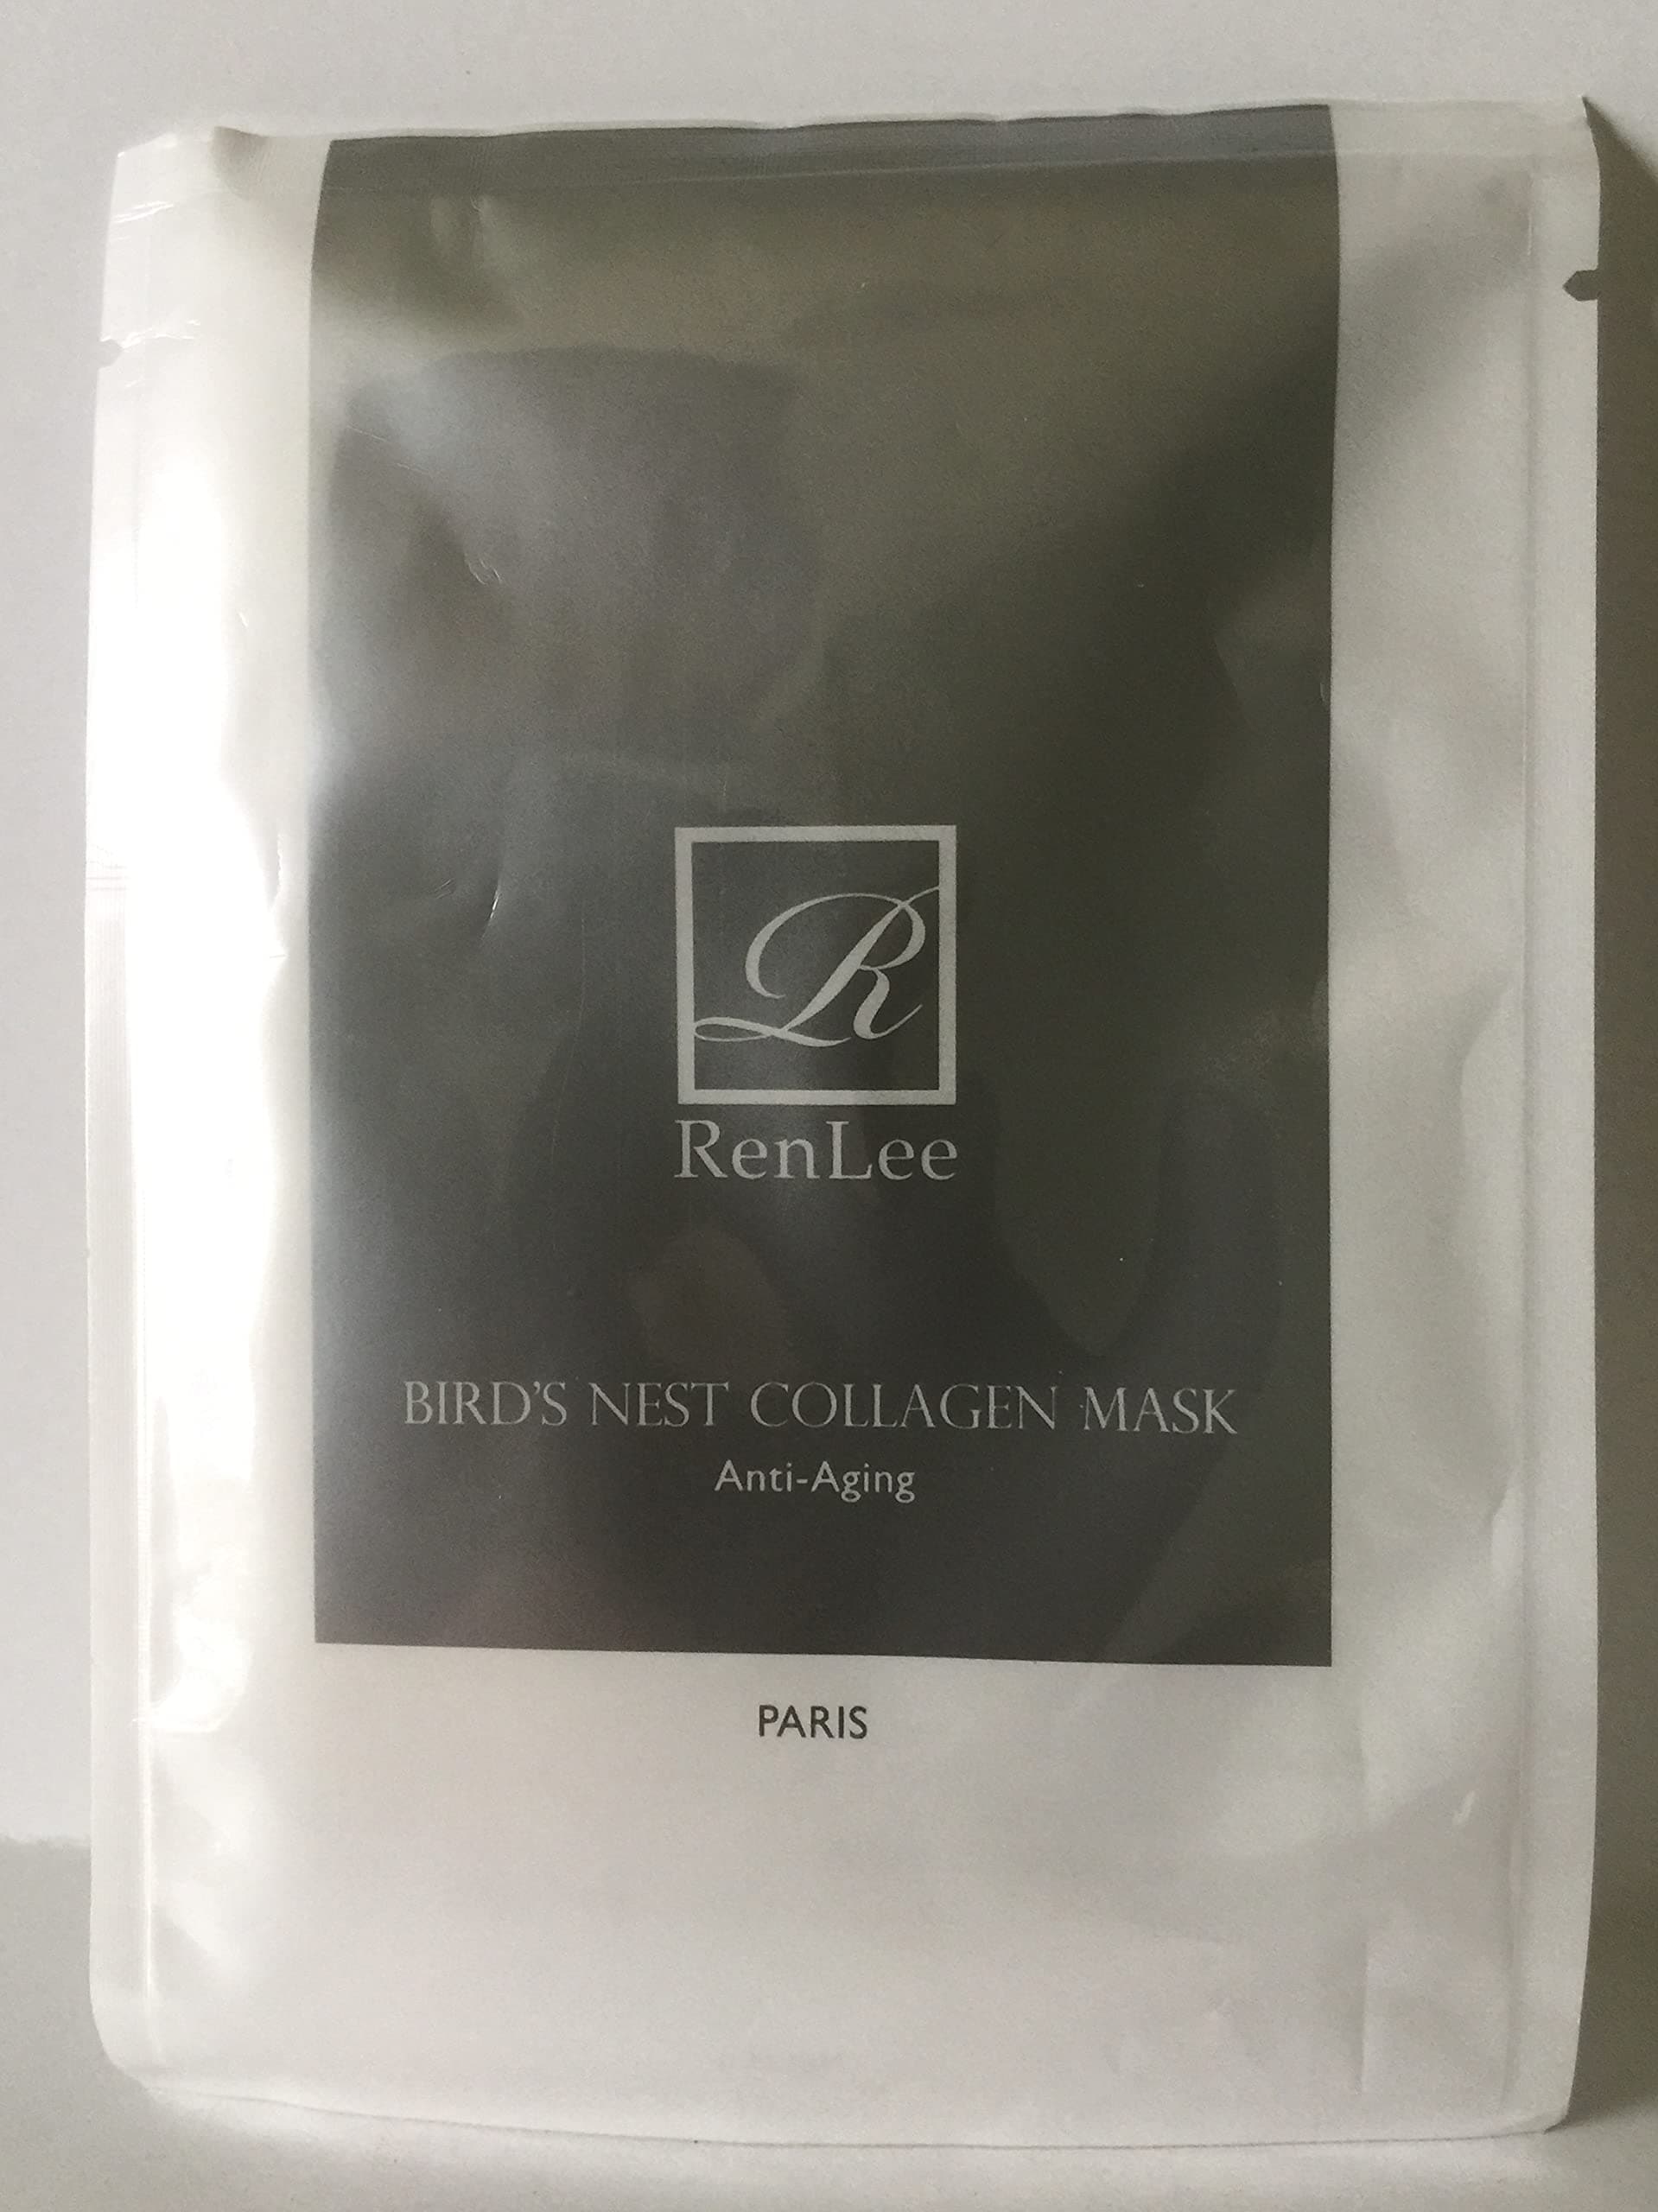 R
RenLee
BIRD'S NEST COLLAGEN MASK
Anti-Aging
PARIS